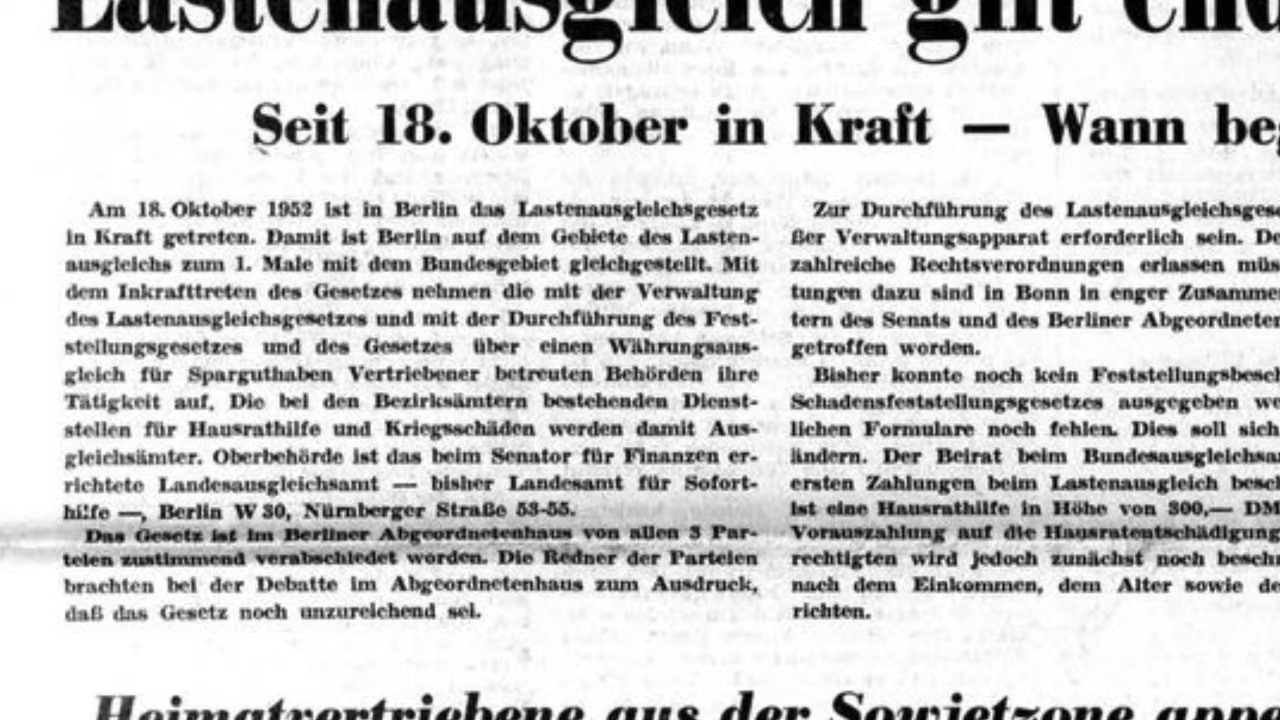 Lastenausgleich gilt
Seit 18. Oktober in Kraft — Wann
Am 18. Oktober 1952 ist in Berlin das Lastenausgleichsgesetz
in Kraft getreten. Damit ist Berlin auf dem Gebiete des Lasten-
ausgleichs zum 1. Male mit dem Bundesgebiet gleichgestellt. Mit
dem Inkrafttreten des Gesetzes nehmen die mit der Verwaltung
des Lastenausgleichsgesetzes und mit der Durchführung des Fest-
stellungsgesetzes und des Gesetzes über einen Währungsaus-
gleich für Sparguthaben Vertriebener betreuten Behörden ihre
Tätigkeit auf. Die bei den Bezirksämtern bestehenden Dienst-
stellen für Hausrathilfe und Kriegsschäden werden damit Aus-
gleichsämter. Oberbehörde ist das beim Senator für Finanzen er-
richtete Landesausgleichsamt — bisher Landesamt für Sofort-
hilfe —, Berlin W 30, Nürnberger Straße 53-55.
Das Gesetz ist im Berliner Abgeordnetenhaus von allen 3 Par-
teien zustimmend verabschiedet worden. Die Redner der Parteien
brachten bei der Debatte im Abgeordnetenhaus zum Ausdruck,
daß das Gesetz noch unzureichend sei.
Zur Durchführung des Lastenausgleichsges
ßer Verwaltungsapparat erforderlich sein. De
zahlreiche Rechtsverordnungen erlassen müs
tungen dazu sind in Bonn in enger Zusamme
tern des Senats und des Berliner Abgeordneten
getroffen worden.
Bisher konnte noch kein Feststellungsbesch
Schadensfeststellungsgesetzes ausgegeben we
lichen Formulare noch fehlen. Dies soll sich
ändern. Der Beirat beim Bundesausgleichsa
ersten Zahlungen beim Lastenausgleich besch
ist eine Hausrathilfe in Höhe von 300,— DM
Vorauszahlung auf die Hausratentschädigung
rechtigten wird jedoch zunächst noch besch
nach dem Einkommen, dem Alter sowie de
richten.
Heimatvertriebene aus der Sowjetzone